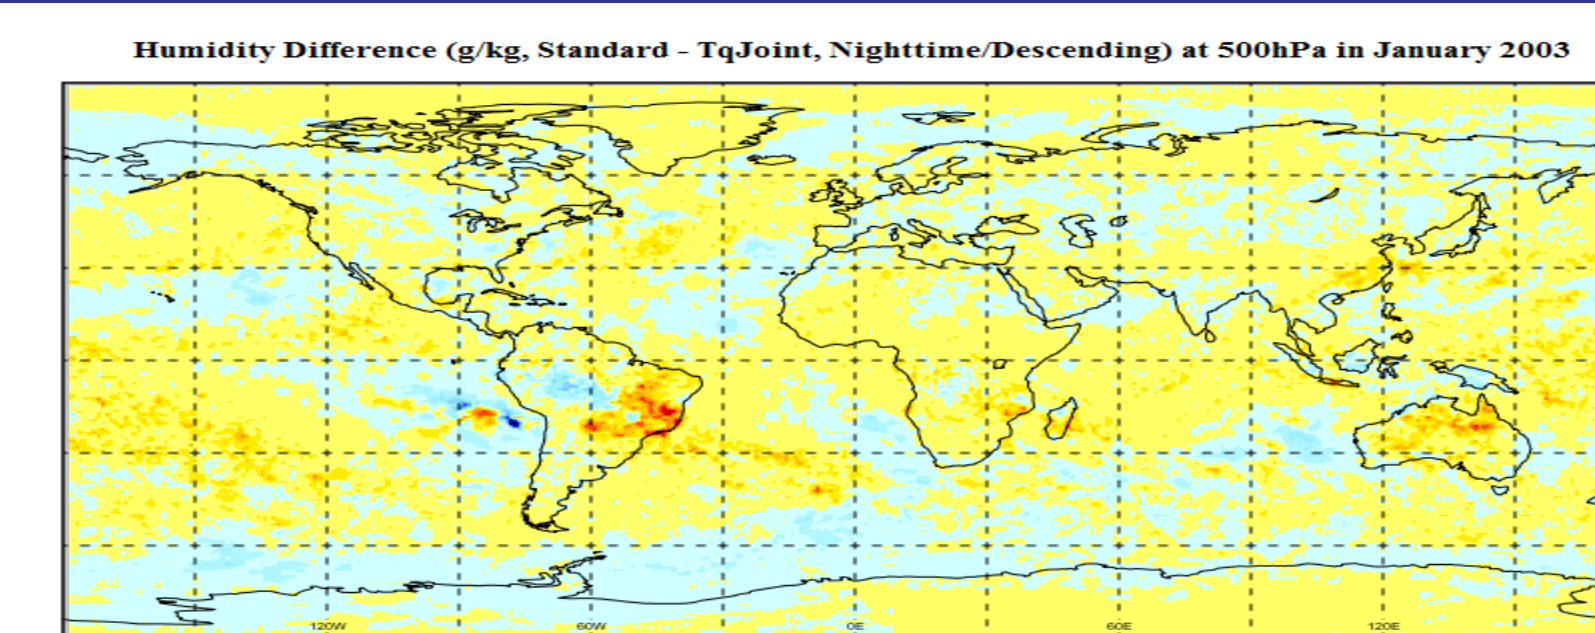 Humidity Difference (g/kg, Standard - TqJoint, Nighttime/Descending) at 500hPa in January 2003
120W 60W 0E 60E 120E